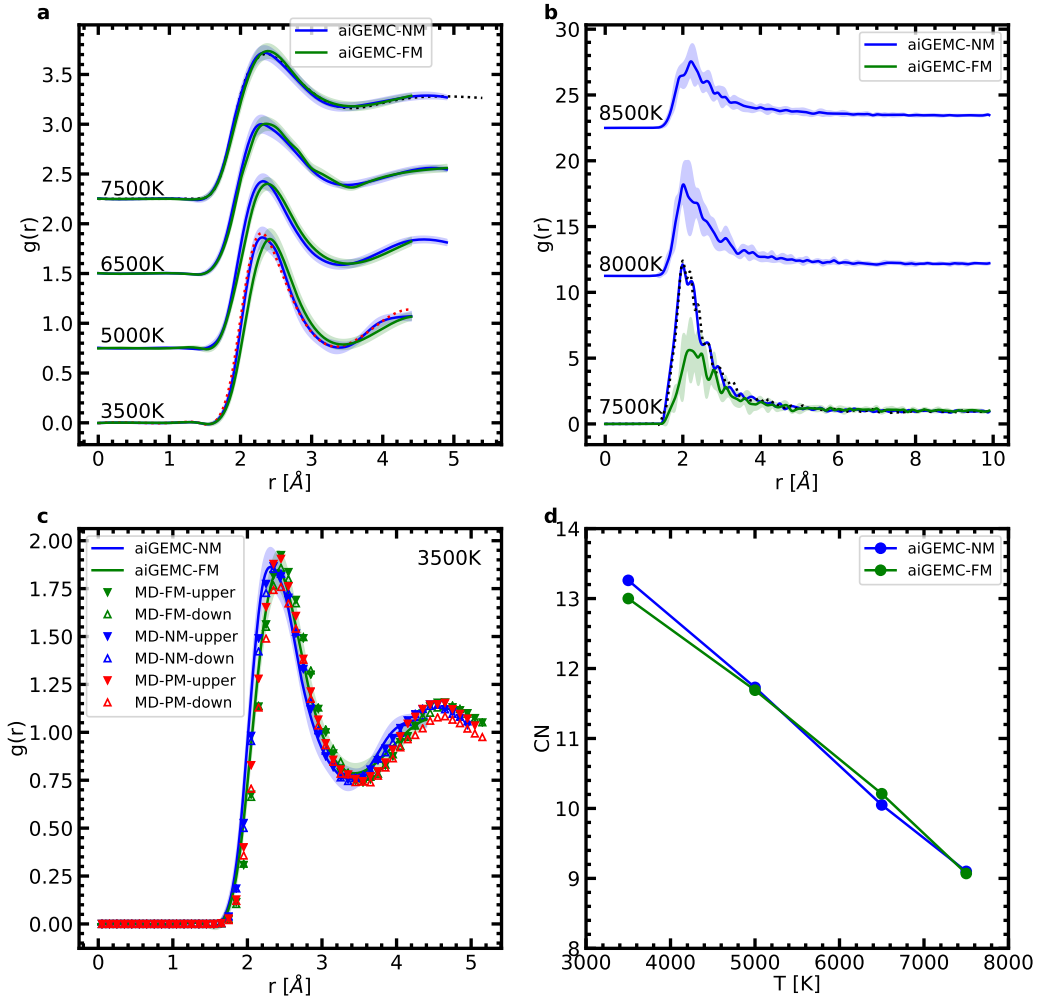 a
aiGEMC-NM
aiGEMC-FM
3.5
3.0
2.5
2.0
1.5
1.0
0.5
0.0
g(r)
7500K
6500K
5000K
3500K
0 1 2 3 4 5
r [Å]
b
aiGEMC-NM
aiGEMC-FM
30
25
20
15
10
5
0
g(r)
8500K
8000K
7500K
0 2 4 6 8 10
r [Å]
c
aiGEMC-NM
aiGEMC-FM
MD-FM-upper
MD-FM-down
MD-NM-upper
MD-NM-down
MD-PM-upper
MD-PM-down
3500K
2.00
1.75
1.50
1.25
1.00
0.75
0.50
0.25
0.00
g(r)
0 1 2 3 4 5
r [Å]
d
aiGEMC-NM
aiGEMC-FM
14
13
12
11
10
9
8
CN
3000 4000 5000 6000 7000 8000
T [K]